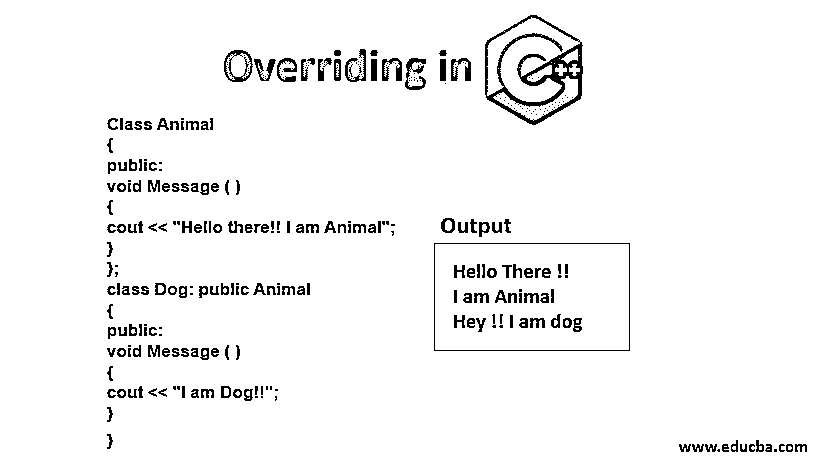 Overriding in C++
Class Animal
{
public:
void Message ( )
{
cout << "Hello there!! I am Animal";
}
};
class Dog: public Animal
{
public:
void Message ( )
{
cout << "I am Dog!!";
}
}
Output
Hello There !!
I am Animal
Hey !! I am dog
www.educba.com